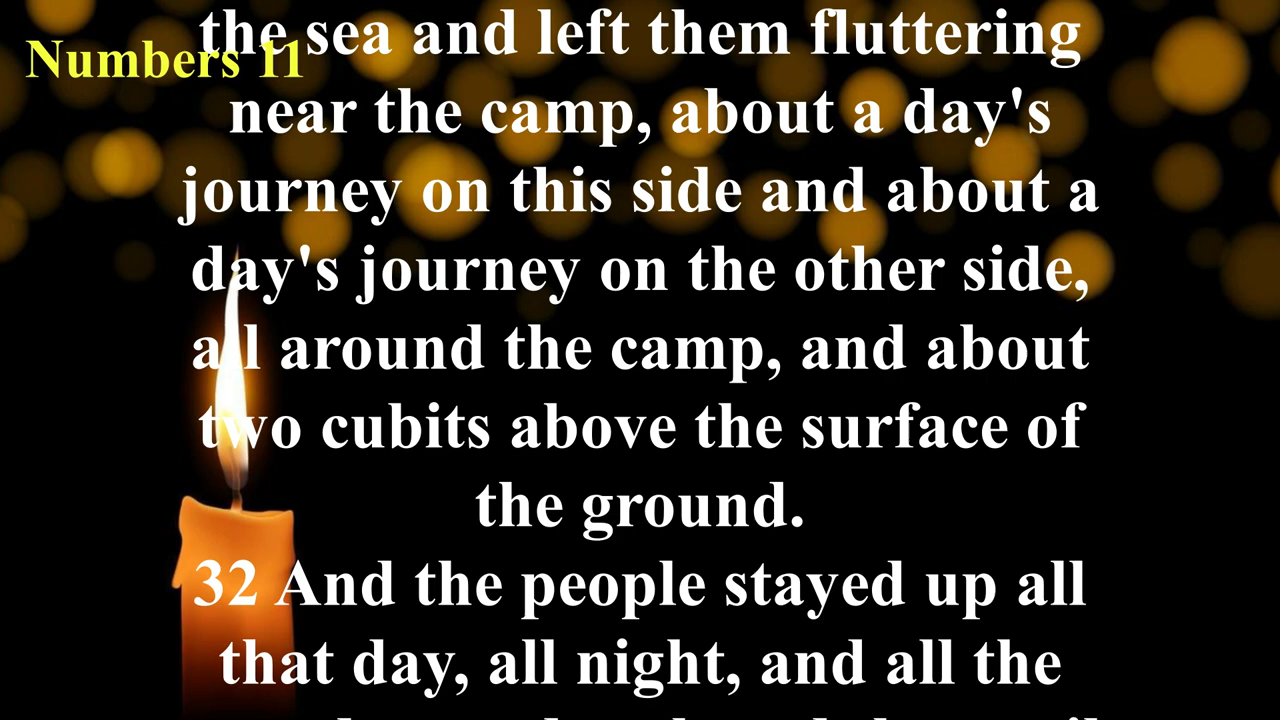 Numbers 11
the sea and left them fluttering
near the camp, about a day's
journey on this side and about a
day's journey on the other side,
all around the camp, and about
two cubits above the surface of
the ground.
32 And the people stayed up all
that day, all night, and all the